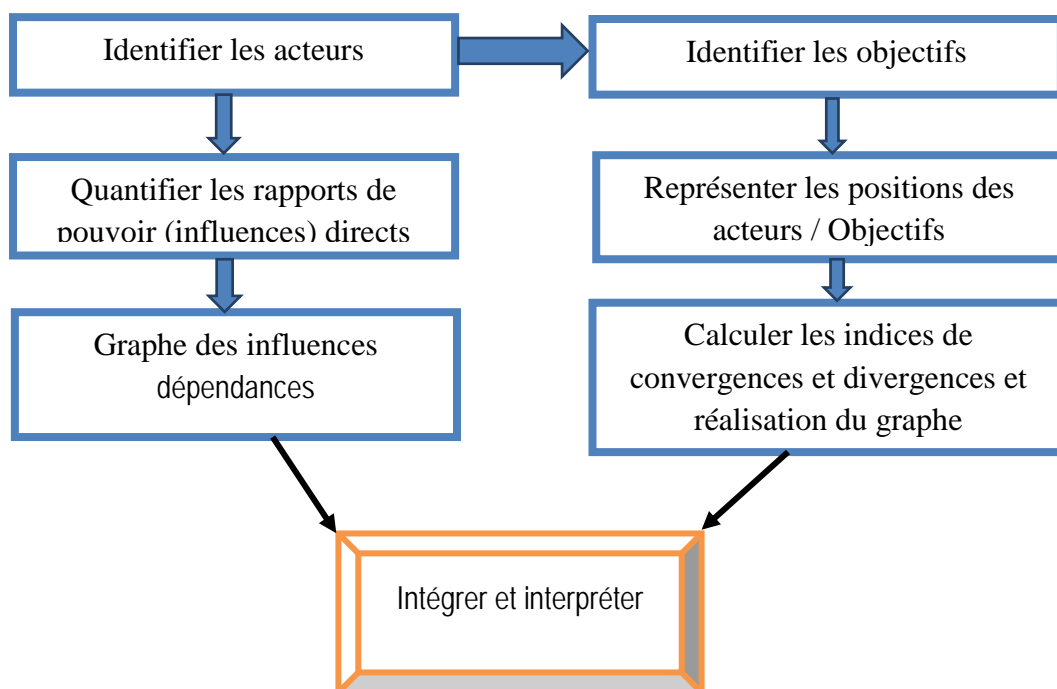 Identifier les acteurs
Identifier les objectifs
Quantifier les rapports de
pouvoir (influences) directs
Représenter les positions des
acteurs / Objectifs
Graphe des influences
dépendances
Calculer les indices de
convergences et divergences et
réalisation du graphe
Intégrer et interpréter